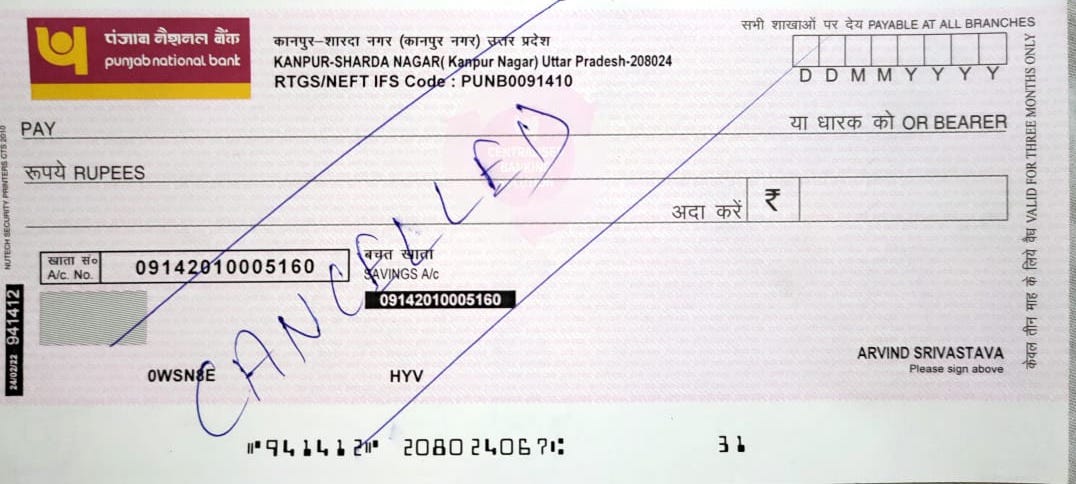 पंजाब नैशनल बैंक
punjab national bank
कानपुर-शारदा नगर (कानपुर नगर) उत्तर प्रदेश
KANPUR-SHARDA NAGAR( Kanpur Nagar) Uttar Pradesh-208024
RTGS/NEFT IFS Code : PUNB0091410
सभी शाखाओं पर देय PAYABLE AT ALL BRANCHES
D D M M Y Y Y Y
PAY
या धारक को OR BEARER
रूपये RUPEES
अदा करें ₹
खाता सं०
A/c. No.
09142010005160
बचत खाता
SAVINGS A/c
09142010005160
CANCELLED
0WSN8E
HYV
ARVIND SRIVASTAVA
Please sign above
"941412" 208024067: 31
24/02/22 941412
NUTECH SECURITY PRINTERS CTS 2010
केवल तीन माह के लिये वैध VALID FOR THREE MONTHS ONLY